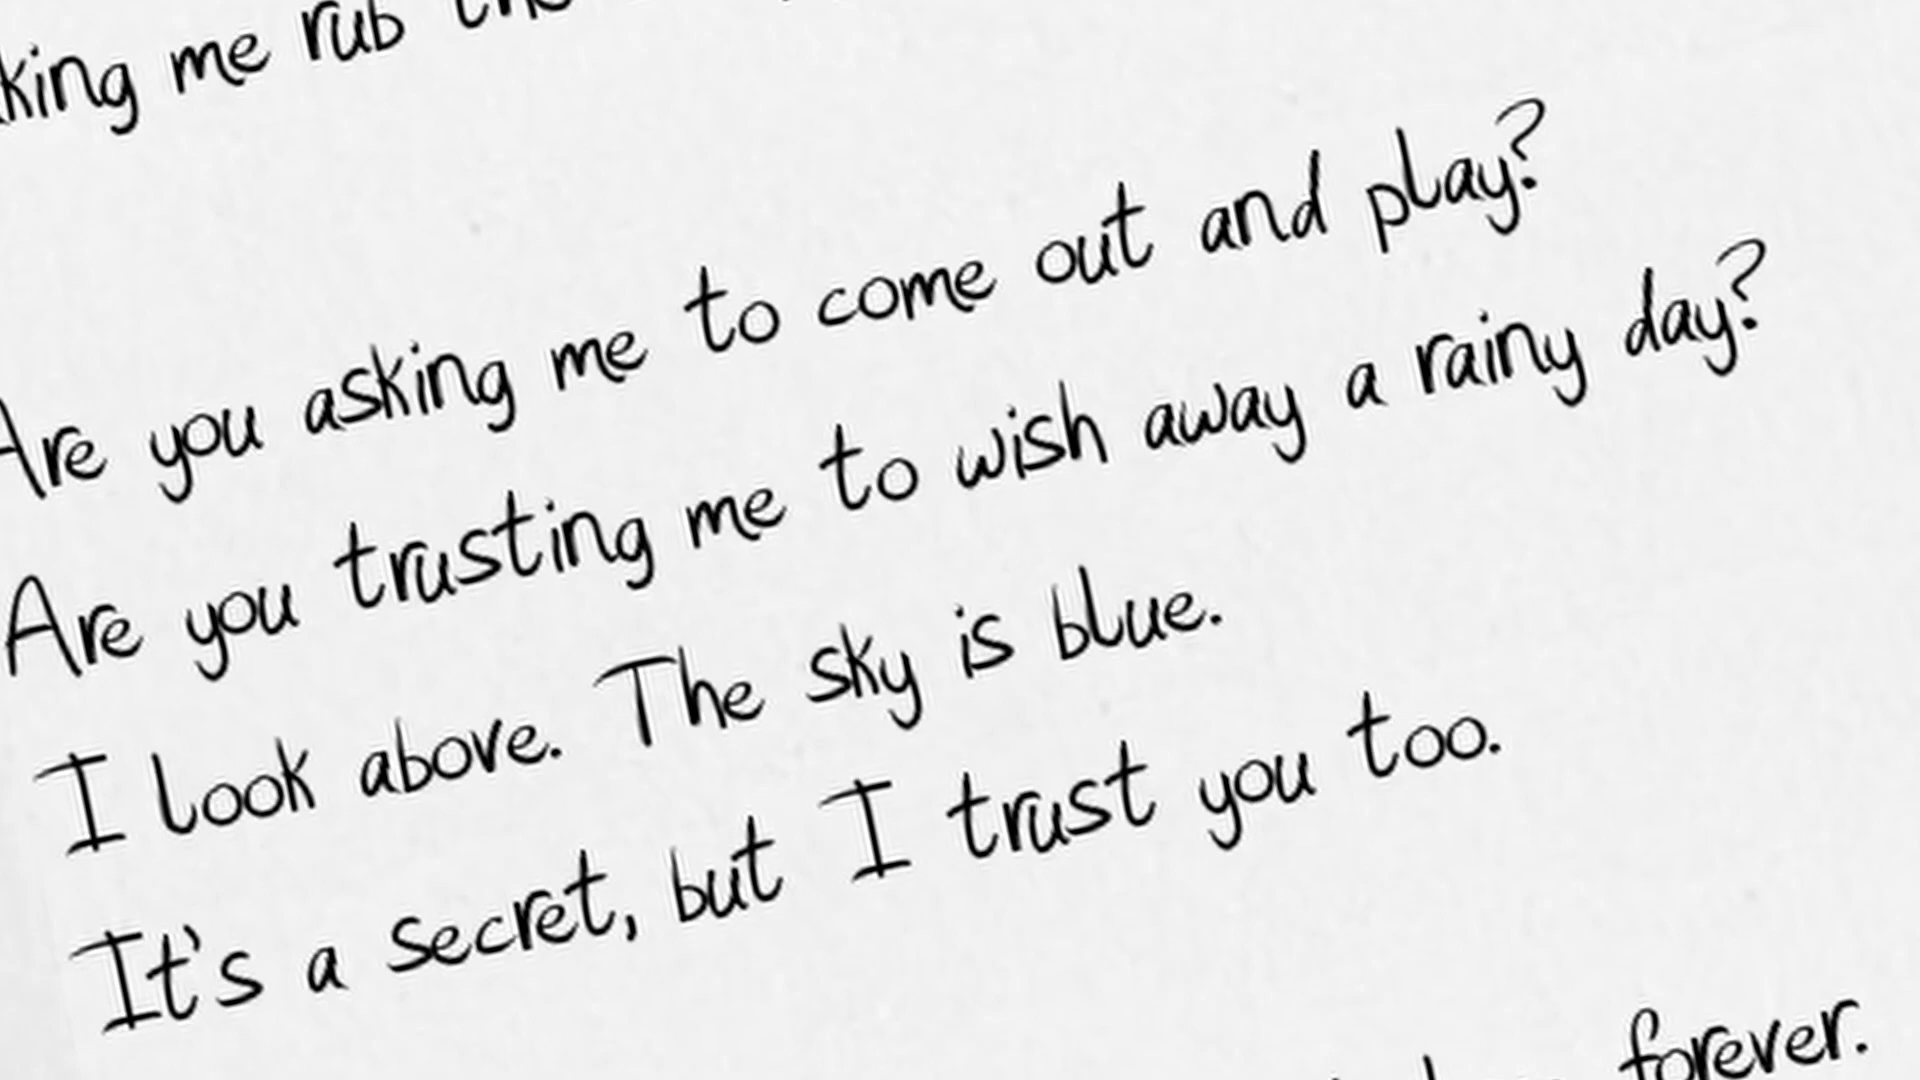 me rub
Are you asking me to come out and play?
Are you trusting me to wish away a rainy day?
I look above. The sky is blue.
It's a secret, but I trust you too.
forever.